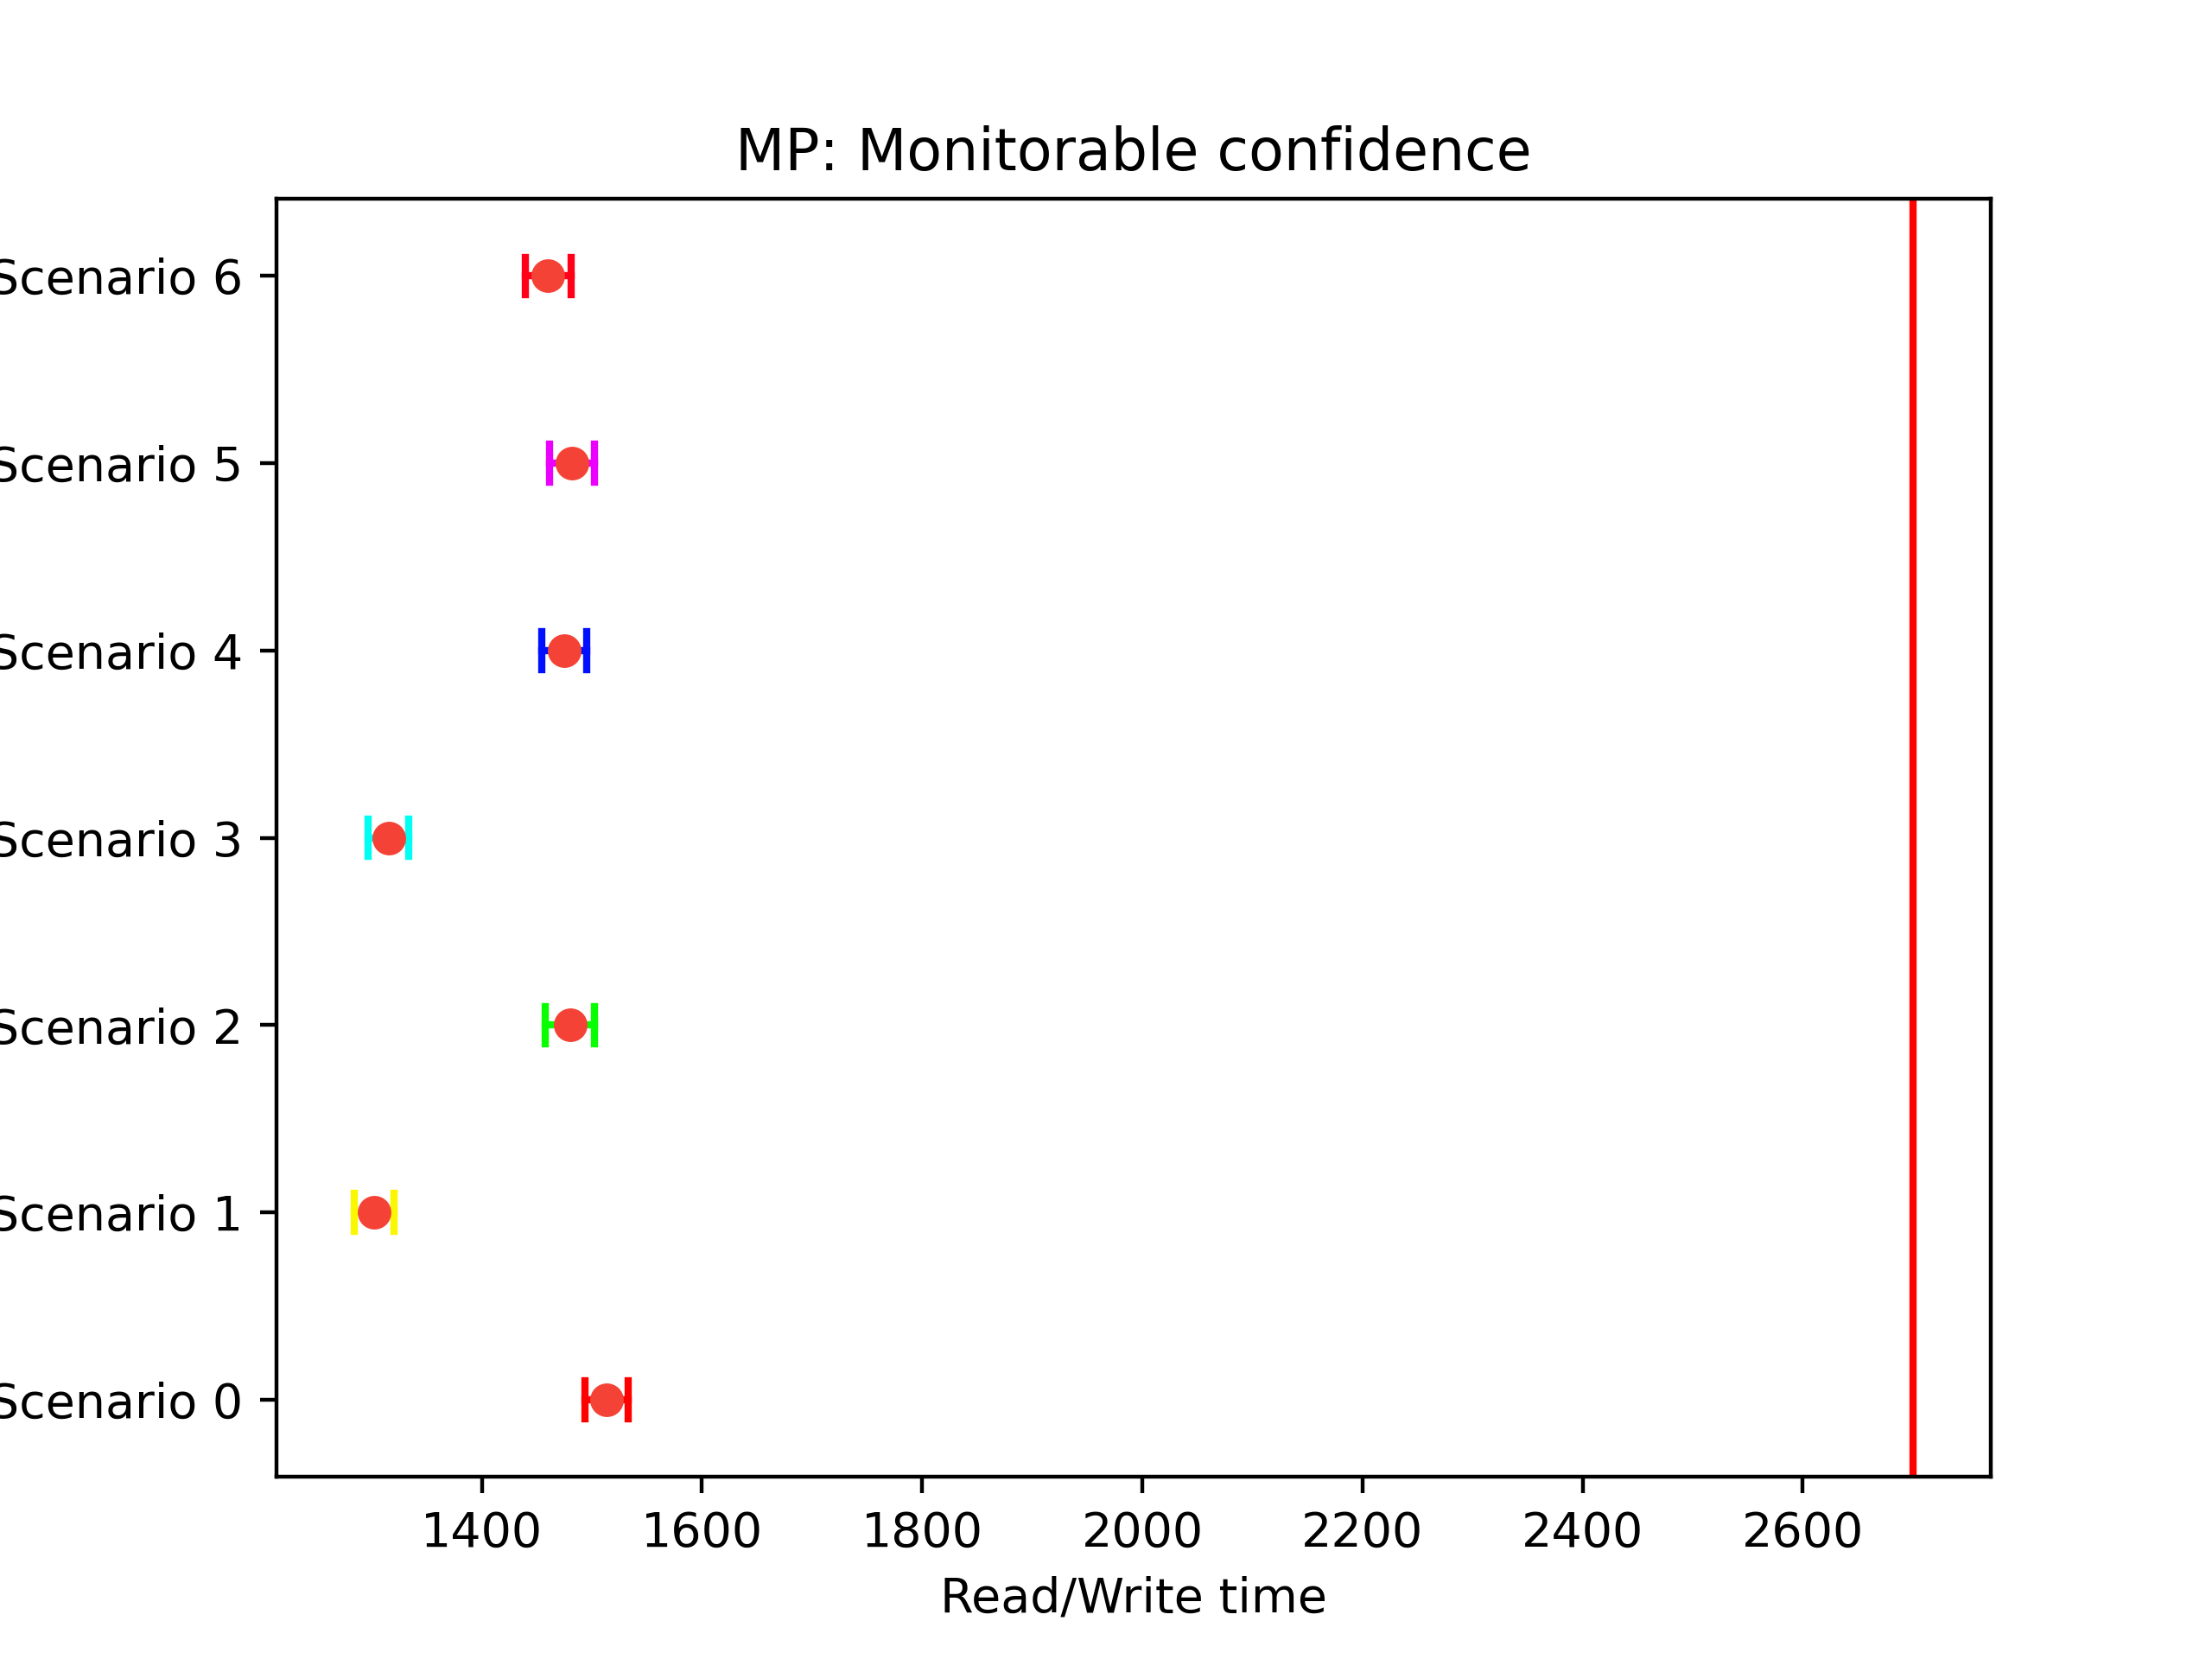 MP: Monitorable confidence
Scenario 6
Scenario 5
Scenario 4
Scenario 3
Scenario 2
Scenario 1
Scenario 0
1400 1600 1800 2000 2200 2400 2600
Read/Write time